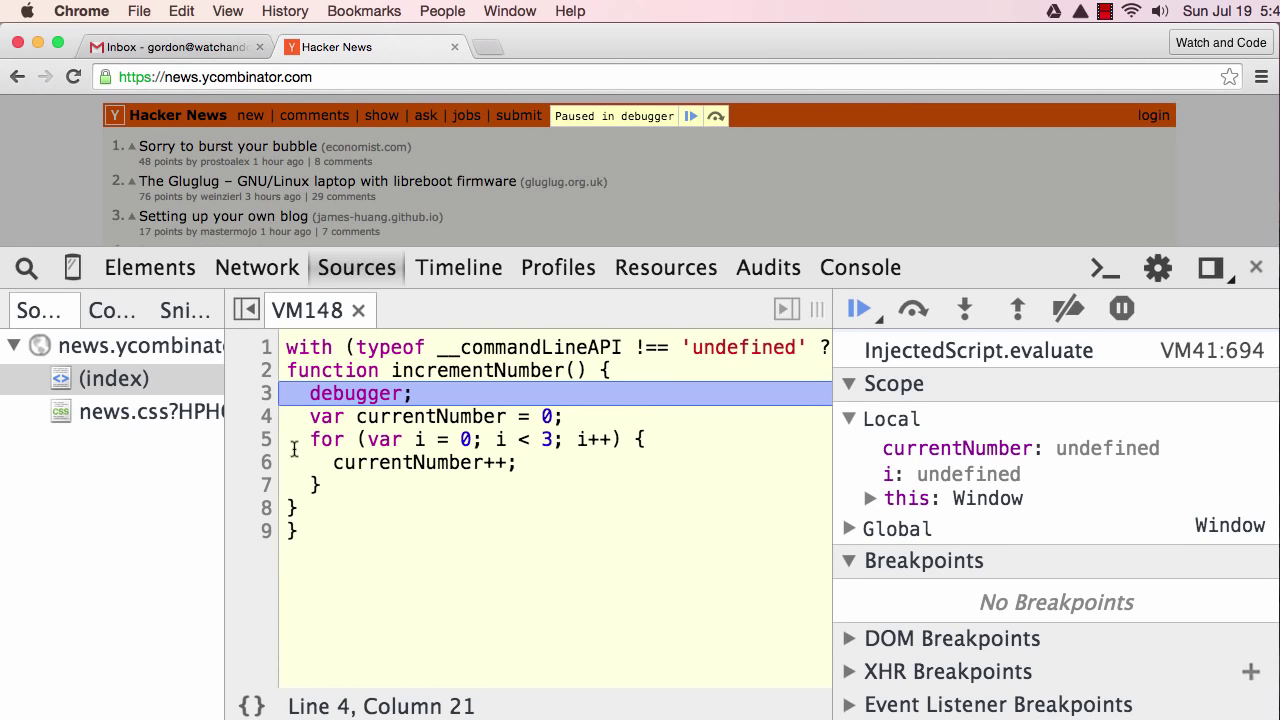 Chrome File Edit View History Bookmarks People Window Help Sun Jul 19 5:4
Inbox - gordon@watchand Hacker News Watch and Code
https://news.ycombinator.com
Y Hacker News new | comments | show | ask | jobs | submit Paused in debugger login
1. Sorry to burst your bubble (economist.com)
48 points by prostoalex 1 hour ago | 8 comments
2. The Gluglug – GNU/Linux laptop with libreboot firmware (gluglug.org.uk)
76 points by weinzierl 3 hours ago | 29 comments
3. Setting up your own blog (james-huang.github.io)
17 points by mastermojo 1 hour ago | 7 comments
Elements Network Sources Timeline Profiles Resources Audits Console
So... Co... Sni... VM148
news.ycombinat
(index)
news.css?HPH
1 with (typeof __commandLineAPI !== 'undefined' ?
2 function incrementNumber() {
3 debugger;
4 var currentNumber = 0;
5 for (var i = 0; i < 3; i++) {
6 currentNumber++;
7 }
8 }
9 }
{} Line 4, Column 21
InjectedScript.evaluate VM41:694
Scope
Local
currentNumber: undefined
i: undefined
this: Window
Global Window
Breakpoints
No Breakpoints
DOM Breakpoints
XHR Breakpoints +
Event Listener Breakpoints